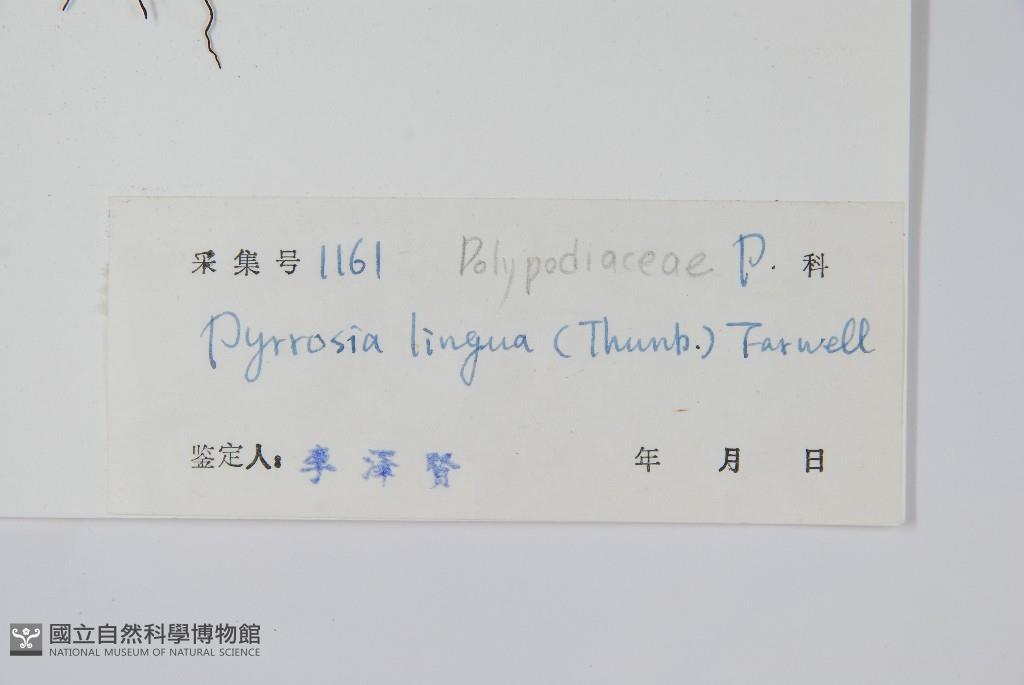 采集号 1161 Polypodiaceae P. 科
Pyrrosia lingua (Thunb.) Farwell
鉴定人: 李泽賢 年 月 日
國立自然科學博物館
NATIONAL MUSEUM OF NATURAL SCIENCE